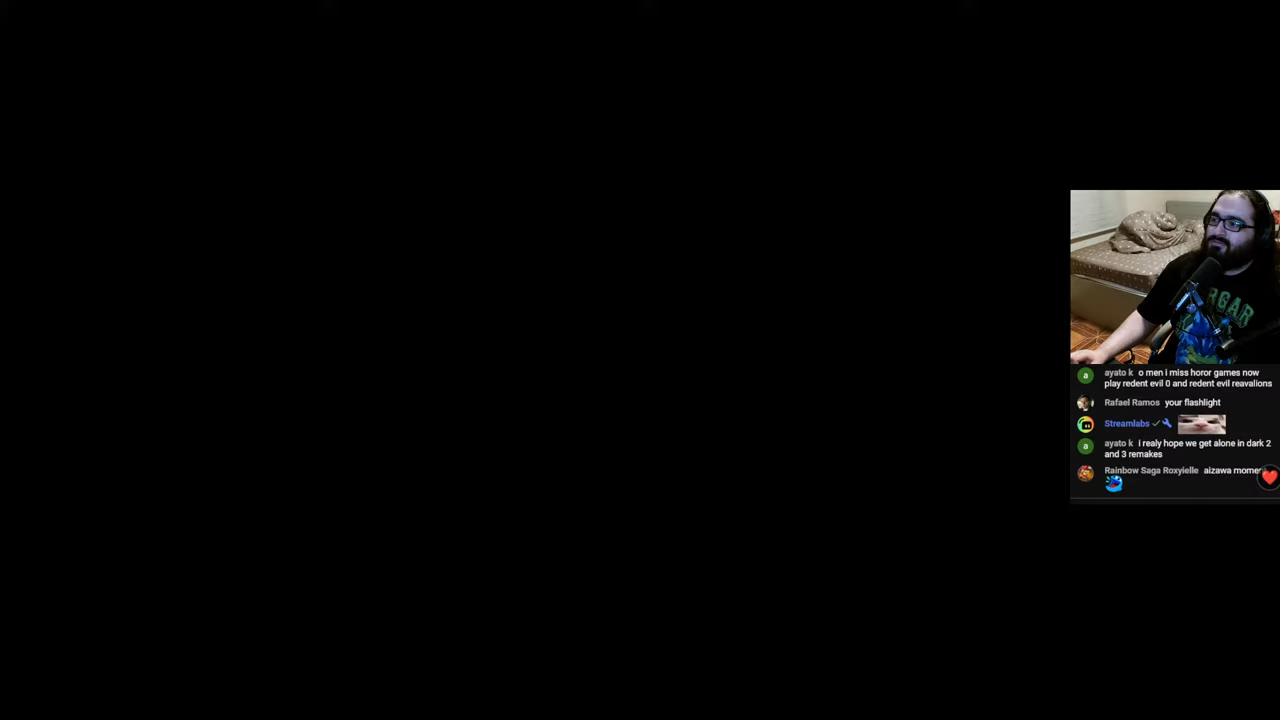 RGAR
ayato k o men i miss horor games now
play redent evil 0 and redent evil reavalions
Rafael Ramos your flashlight
Streamlabs
ayato k i realy hope we get alone in dark 2
and 3 remakes
Rainbow Saga Roxyielle aizawa